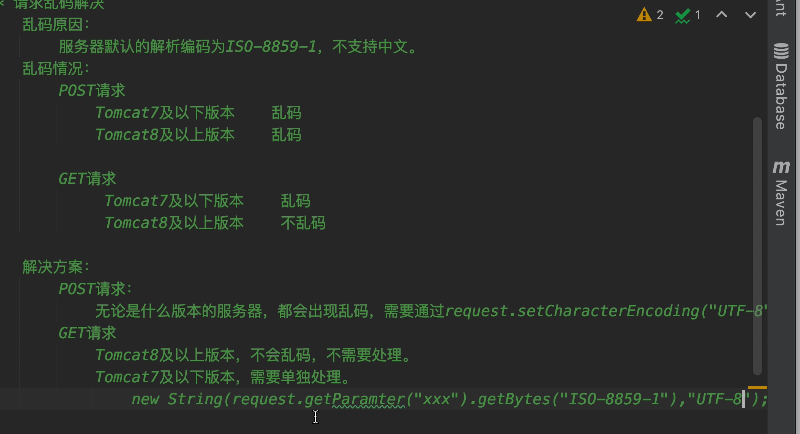 * 请求乱码解决
乱码原因：
服务器默认的解析编码为ISO-8859-1，不支持中文。
乱码情况：
POST请求
Tomcat7及以下版本 乱码
Tomcat8及以上版本 乱码
GET请求
Tomcat7及以下版本 乱码
Tomcat8及以上版本 不乱码
解决方案：
POST请求：
无论是什么版本的服务器，都会出现乱码，需要通过request.setCharacterEncoding("UTF-8"
GET请求
Tomcat8及以上版本，不会乱码，不需要处理。
Tomcat7及以下版本，需要单独处理。
new String(request.getParamter("xxx").getBytes("ISO-8859-1"),"UTF-8");
2 1
Database
Maven